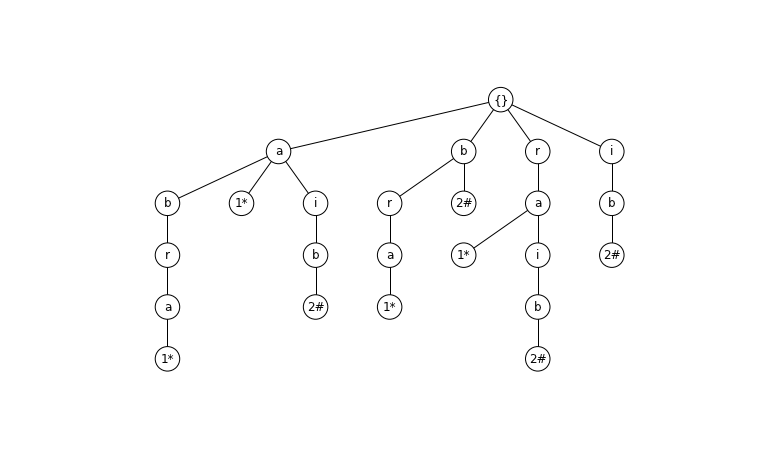 {}
a b r i
b 1* i r 2# a b
r b a 1* i 2#
a 2# 1* b
1* 2#